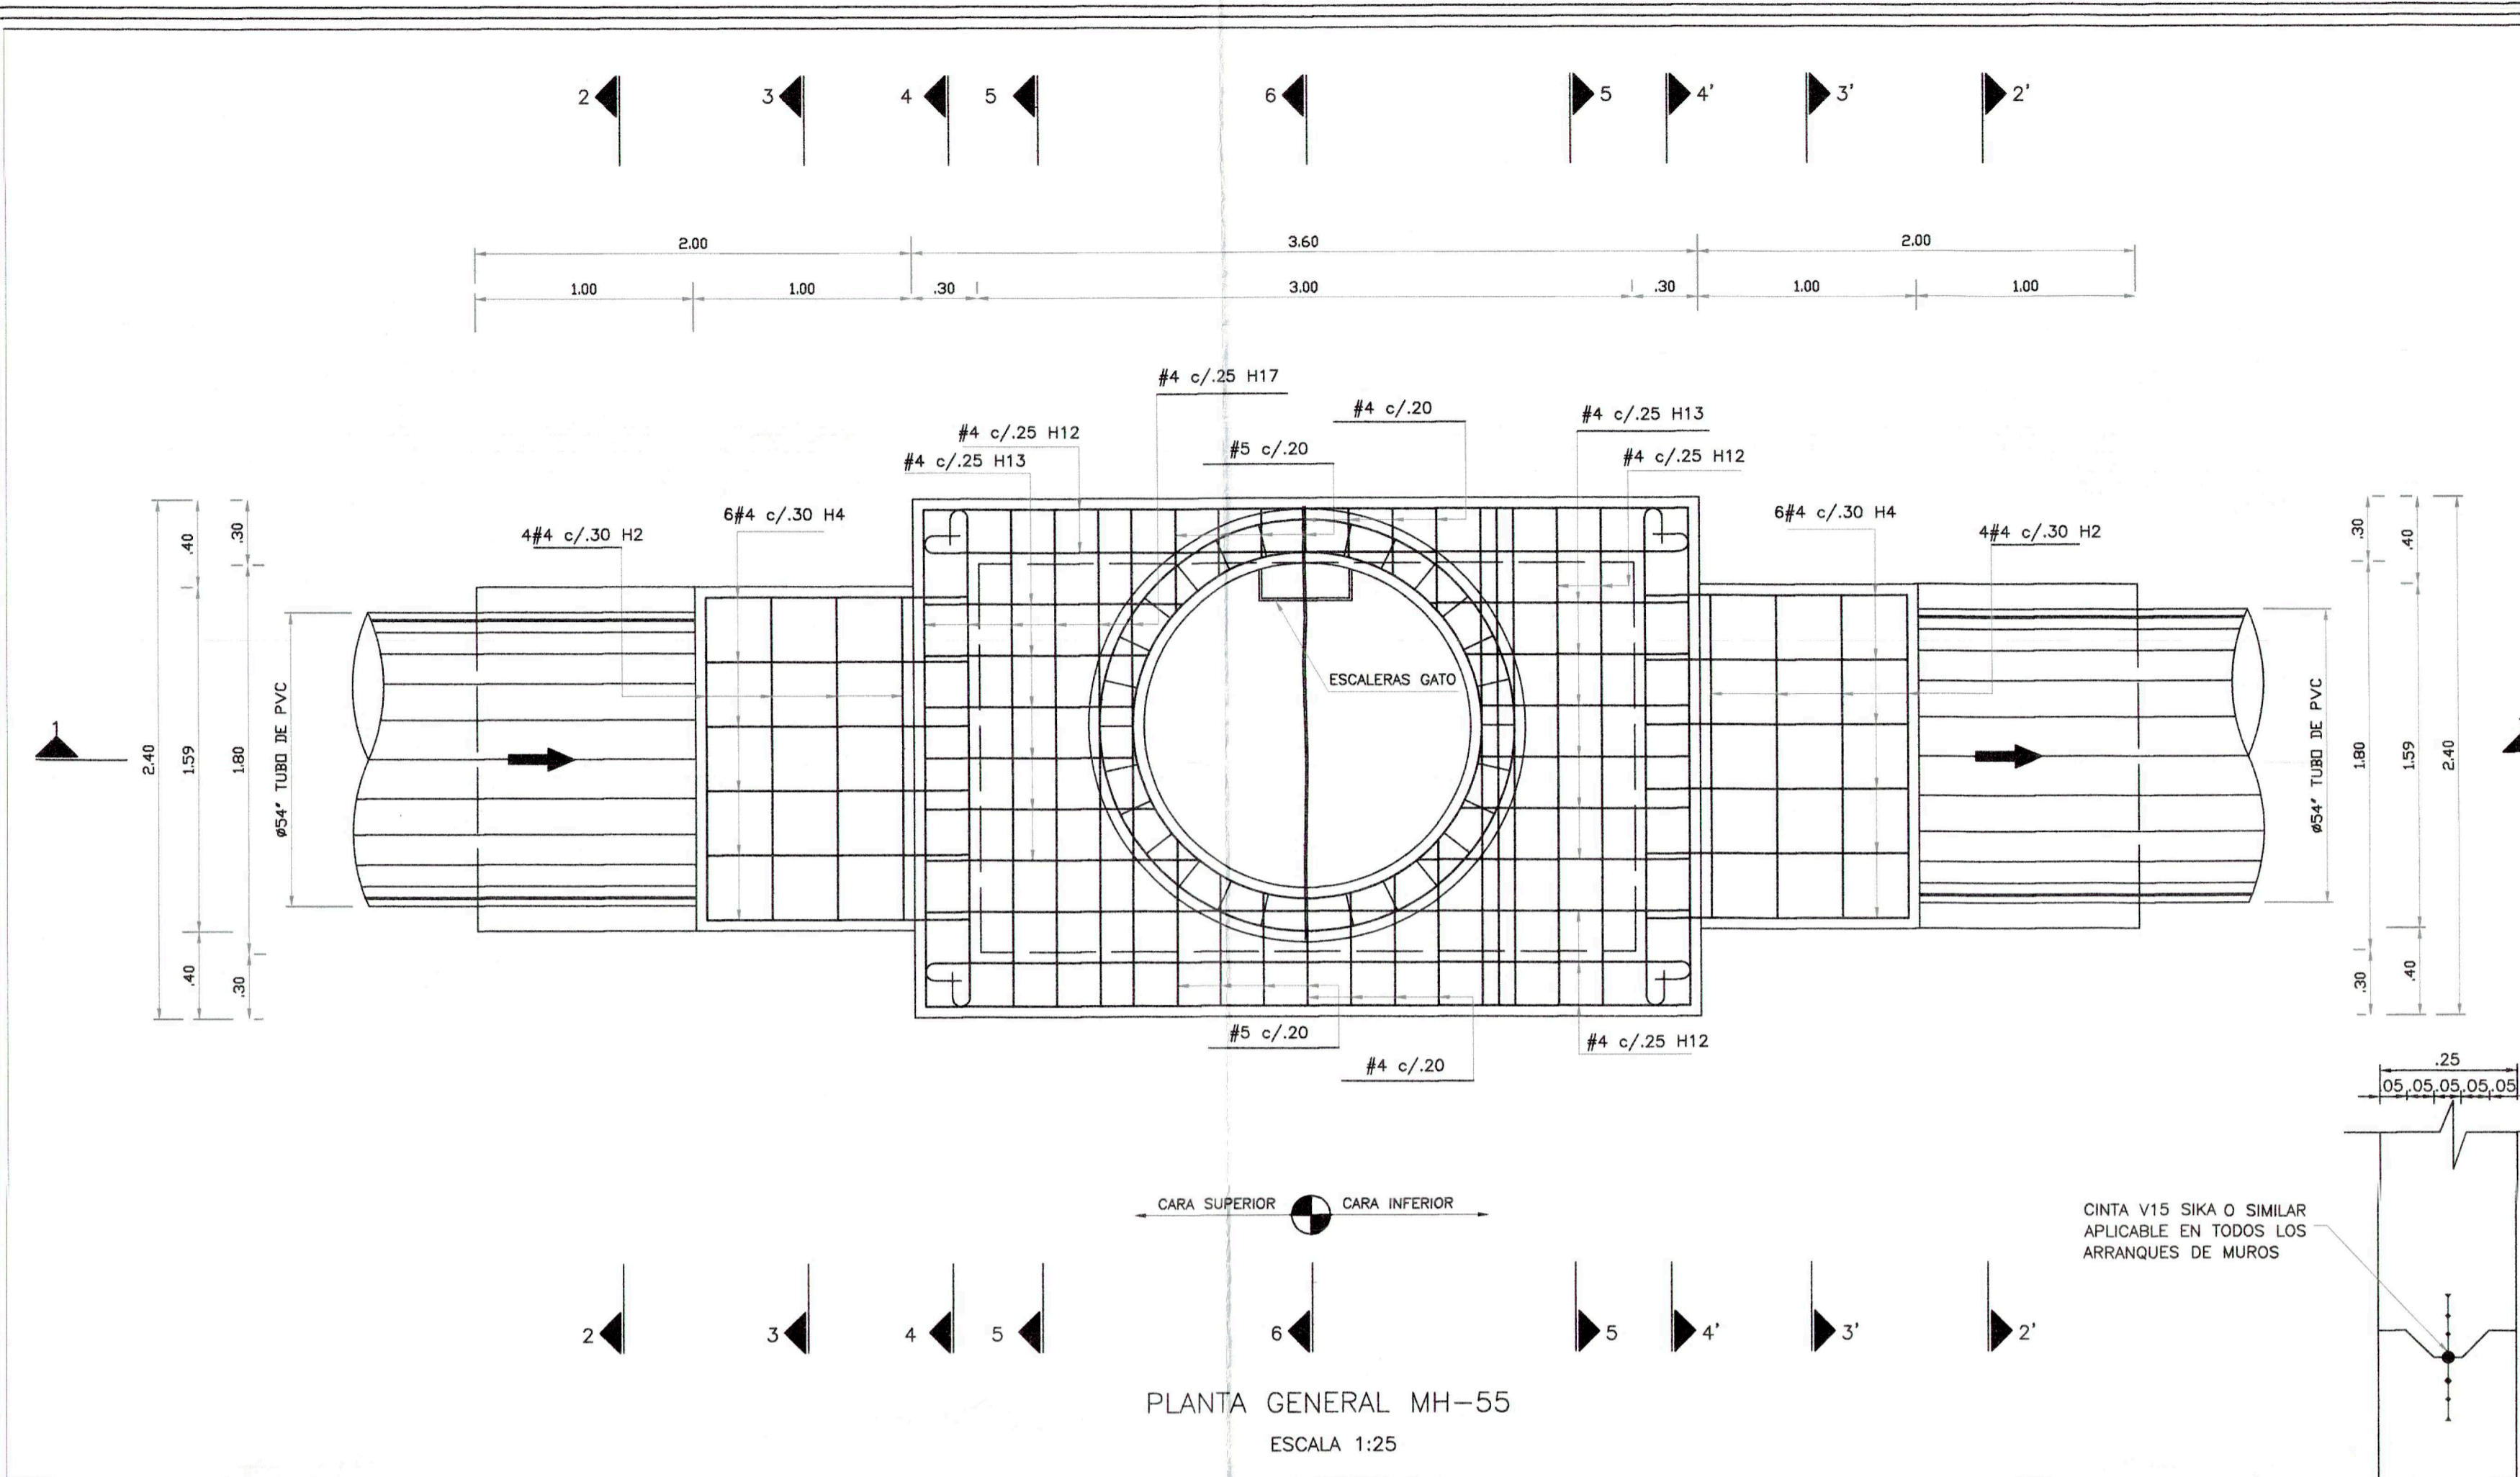 2 3 4 5 6 5 4' 3' 2'
2.00 3.60 2.00
1.00 1.00 .30 3.00 .30 1.00 1.00
#4 c/.25 H17
#4 c/.20
#4 c/.25 H13
#4 c/.25 H12
#5 c/.20
#4 c/.25 H13
#4 c/.25 H12
6#4 c/.30 H4
4#4 c/.30 H2
6#4 c/.30 H4
4#4 c/.30 H2
.40
.30
.30
.40
ESCALERAS GATO
1
2.40
1.59
1.80
ø54" TUBO DE PVC
ø54" TUBO DE PVC
1.80
1.59
2.40
.40
.30
.30
.40
#5 c/.20
#4 c/.20
#4 c/.25 H12
.25
.05 .05 .05 .05 .05
CARA SUPERIOR CARA INFERIOR
CINTA V15 SIKA O SIMILAR
APLICABLE EN TODOS LOS
ARRANQUES DE MUROS
2 3 4 5 6 5 4' 3' 2'
PLANTA GENERAL MH-55
ESCALA 1:25